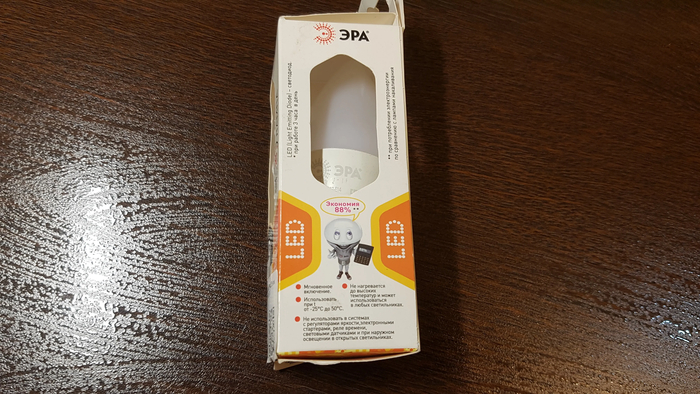 ЭРА®
LED (Light Emitting Diode) - светодиод
* при работе 3 часа в день
** при потреблении электроэнергии
по сравнению с лампами накаливания
ЭРА
Экономия
88% **
LED
LED
Мгновенное
включение.
Использовать
при t
от -25°C до 50°C.
Не нагревается
до высоких
температур и может
использоваться
в любых светильниках.
Не использовать в системах
с регуляторами яркости,электронными
стартерами, реле времени,
световыми датчиками и при наружном
освещении в открытых светильниках.